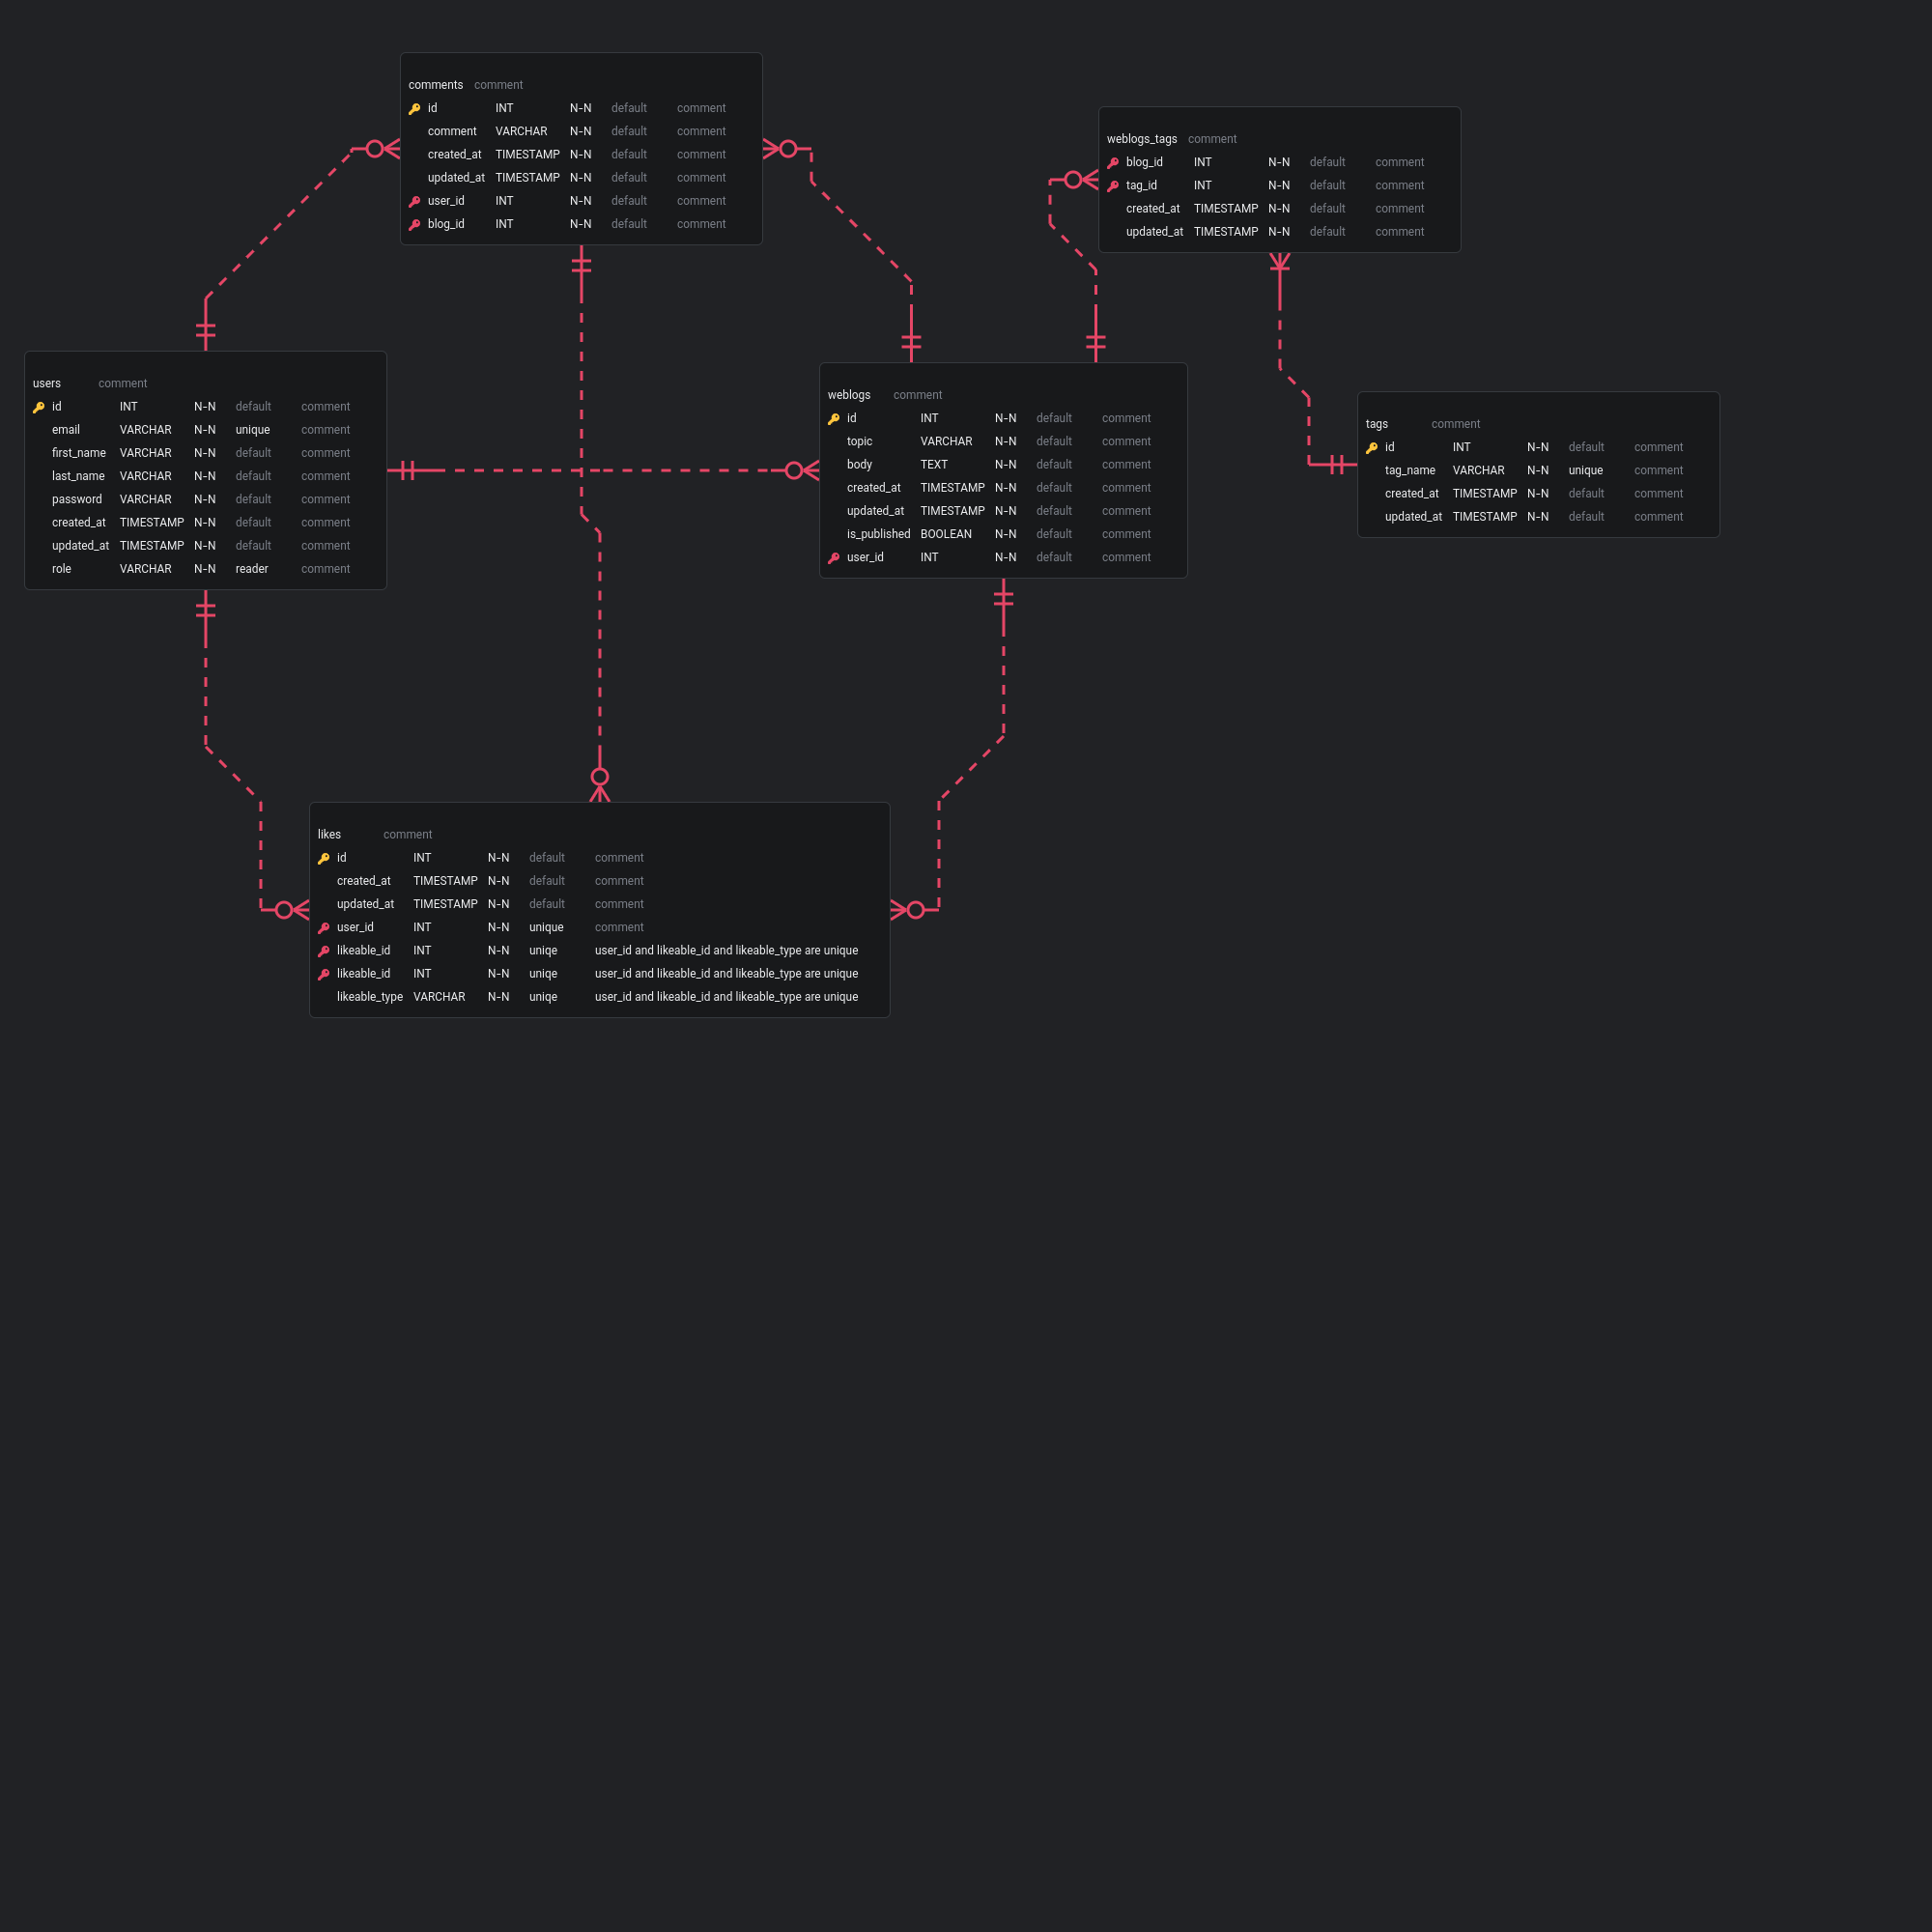 comments comment
id INT N-N default comment
comment VARCHAR N-N default comment
created_at TIMESTAMP N-N default comment
updated_at TIMESTAMP N-N default comment
user_id INT N-N default comment
blog_id INT N-N default comment
weblogs_tags comment
blog_id INT N-N default comment
tag_id INT N-N default comment
created_at TIMESTAMP N-N default comment
updated_at TIMESTAMP N-N default comment
users comment
id INT N-N default comment
email VARCHAR N-N unique comment
first_name VARCHAR N-N default comment
last_name VARCHAR N-N default comment
password VARCHAR N-N default comment
created_at TIMESTAMP N-N default comment
updated_at TIMESTAMP N-N default comment
role VARCHAR N-N reader comment
weblogs comment
id INT N-N default comment
topic VARCHAR N-N default comment
body TEXT N-N default comment
created_at TIMESTAMP N-N default comment
updated_at TIMESTAMP N-N default comment
is_published BOOLEAN N-N default comment
user_id INT N-N default comment
tags comment
id INT N-N default comment
tag_name VARCHAR N-N unique comment
created_at TIMESTAMP N-N default comment
updated_at TIMESTAMP N-N default comment
likes comment
id INT N-N default comment
created_at TIMESTAMP N-N default comment
updated_at TIMESTAMP N-N default comment
user_id INT N-N unique comment
likeable_id INT N-N uniqe user_id and likeable_id and likeable_type are unique
likeable_id INT N-N uniqe user_id and likeable_id and likeable_type are unique
likeable_type VARCHAR N-N uniqe user_id and likeable_id and likeable_type are unique